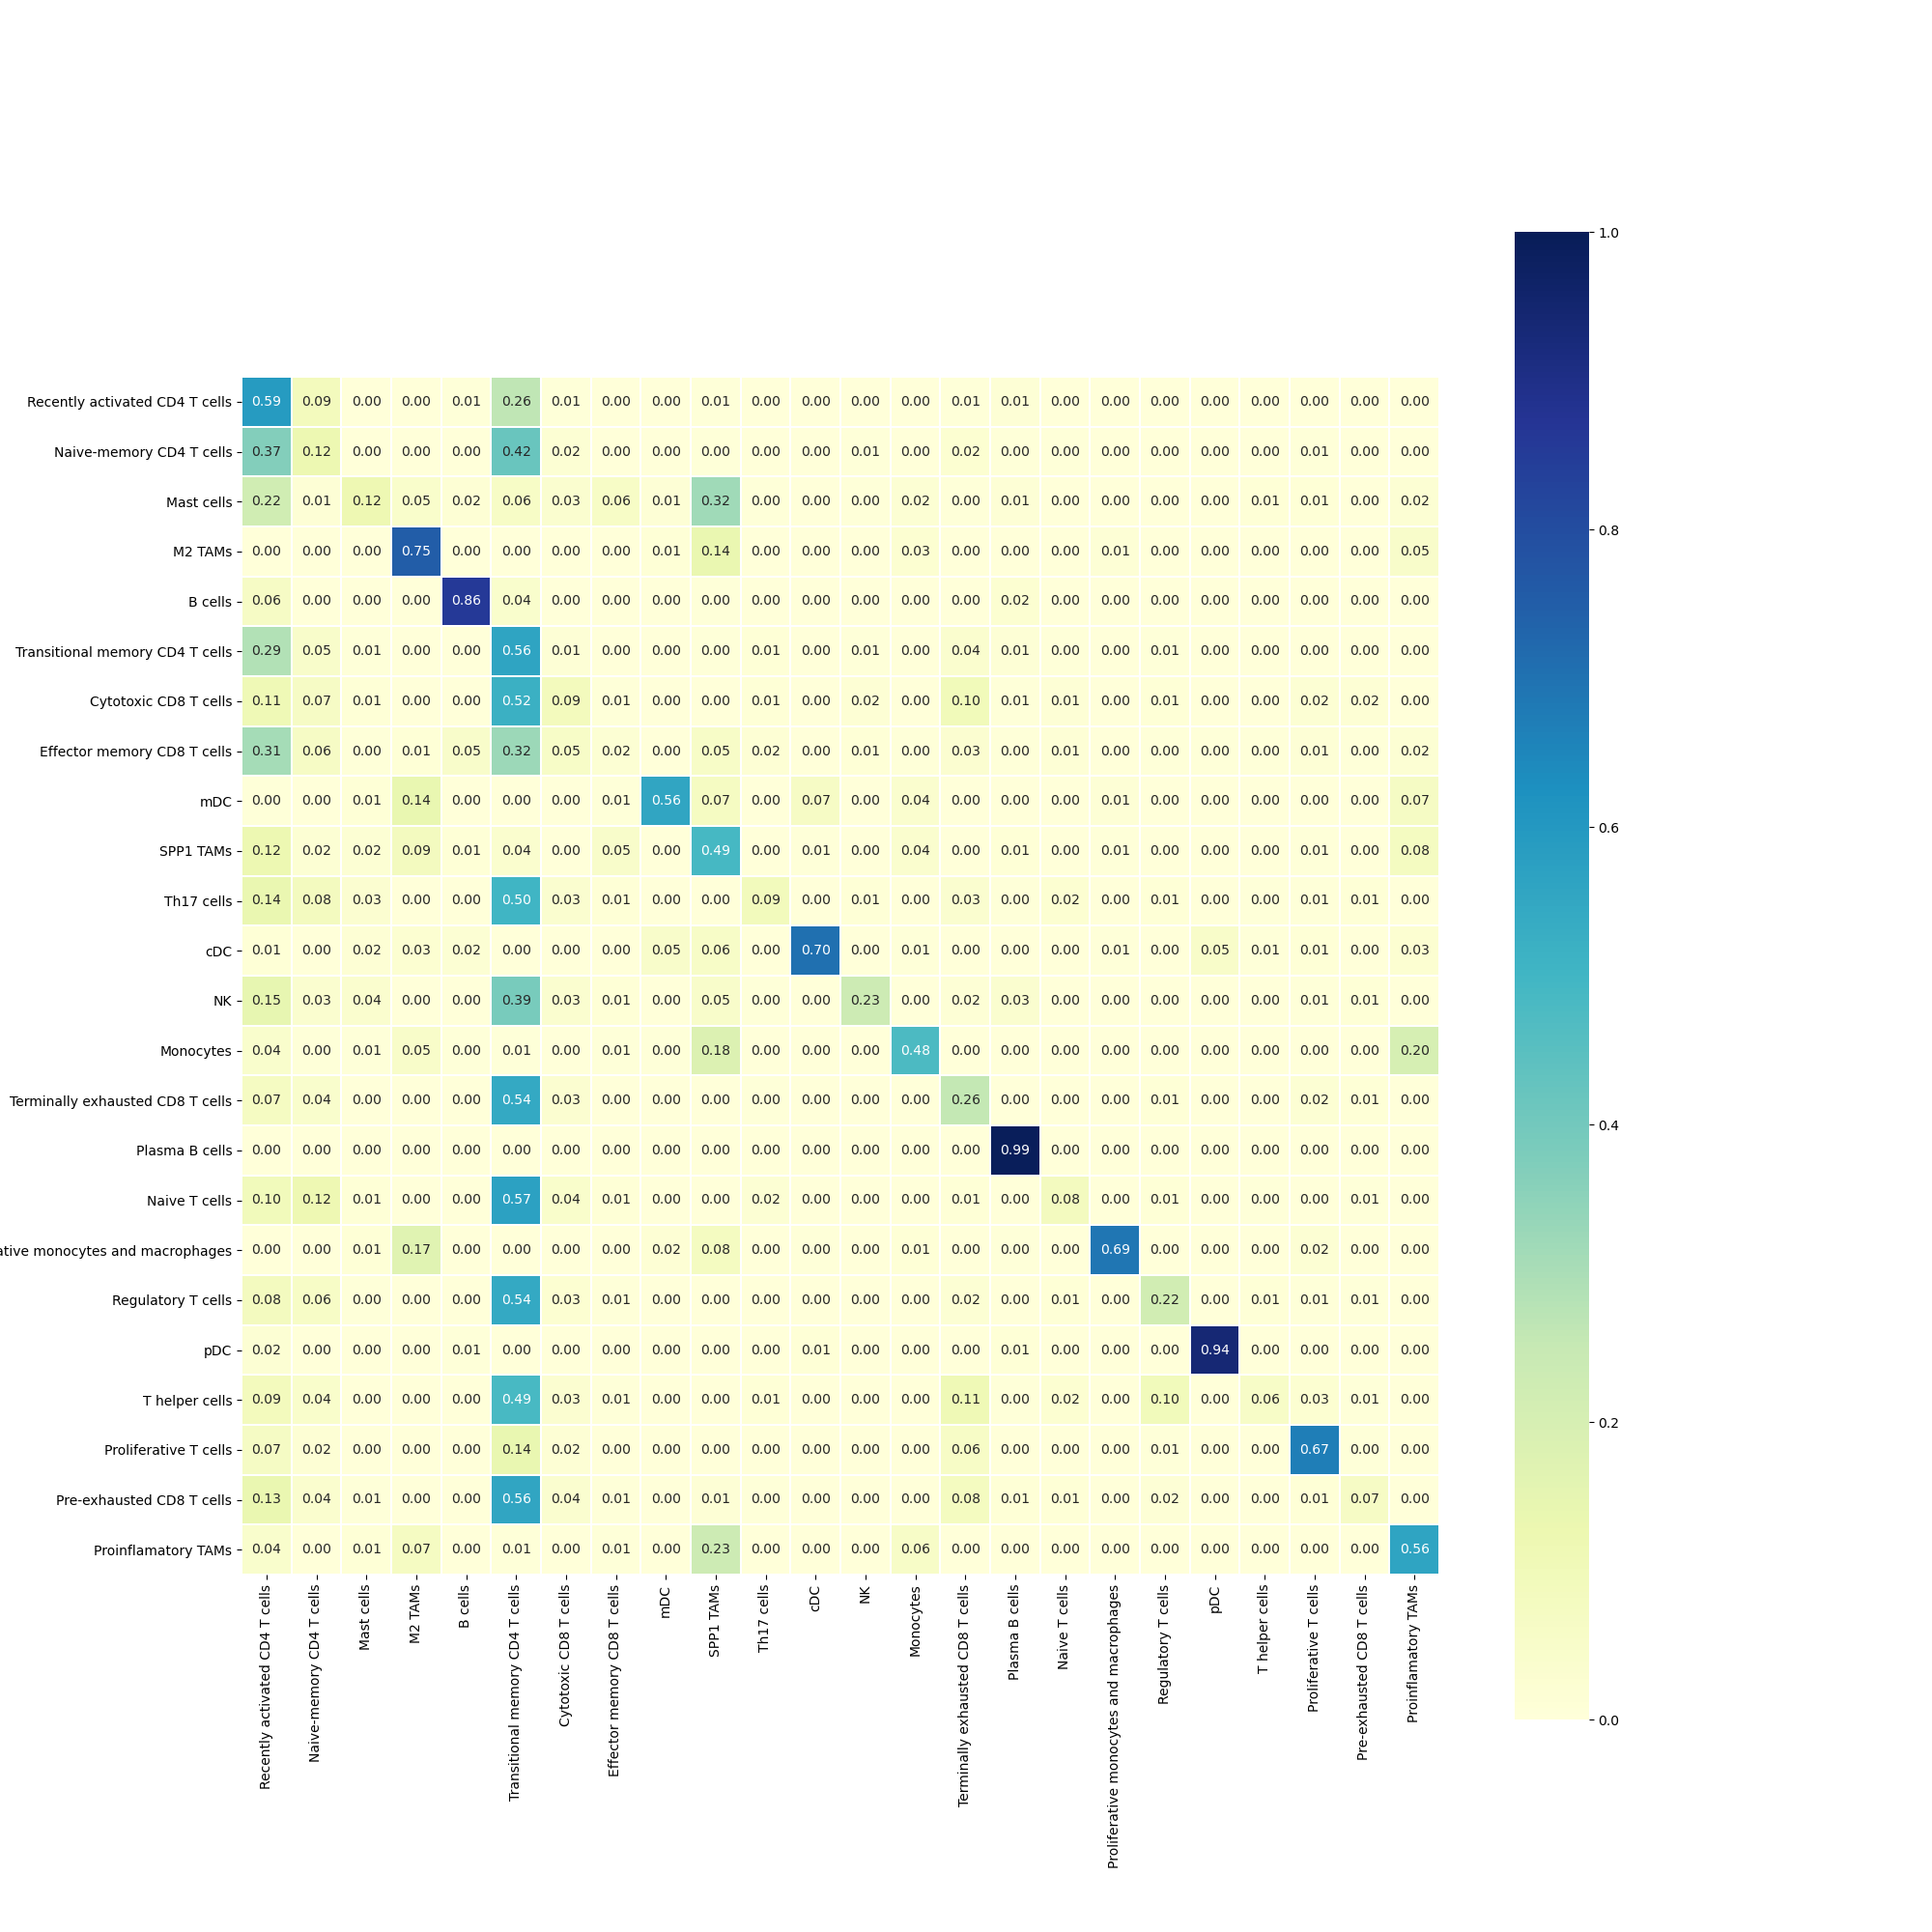 1.0
0.8
0.6
0.4
0.2
0.0
Recently activated CD4 T cells 0.59 0.09 0.00 0.00 0.01 0.26 0.01 0.00 0.00 0.01 0.00 0.00 0.00 0.00 0.01 0.01 0.00 0.00 0.00 0.00 0.00 0.00 0.00 0.00
Naive-memory CD4 T cells 0.37 0.12 0.00 0.00 0.00 0.42 0.02 0.00 0.00 0.00 0.00 0.00 0.01 0.00 0.02 0.00 0.00 0.00 0.00 0.00 0.00 0.01 0.00 0.00
Mast cells 0.22 0.01 0.12 0.05 0.02 0.06 0.03 0.06 0.01 0.32 0.00 0.00 0.00 0.02 0.00 0.01 0.00 0.00 0.00 0.00 0.01 0.01 0.00 0.02
M2 TAMs 0.00 0.00 0.00 0.75 0.00 0.00 0.00 0.00 0.01 0.14 0.00 0.00 0.00 0.03 0.00 0.00 0.00 0.01 0.00 0.00 0.00 0.00 0.00 0.05
B cells 0.06 0.00 0.00 0.00 0.86 0.04 0.00 0.00 0.00 0.00 0.00 0.00 0.00 0.00 0.00 0.02 0.00 0.00 0.00 0.00 0.00 0.00 0.00 0.00
Transitional memory CD4 T cells 0.29 0.05 0.01 0.00 0.00 0.56 0.01 0.00 0.00 0.00 0.01 0.00 0.01 0.00 0.04 0.01 0.00 0.00 0.01 0.00 0.00 0.00 0.00 0.00
Cytotoxic CD8 T cells 0.11 0.07 0.01 0.00 0.00 0.52 0.09 0.01 0.00 0.00 0.01 0.00 0.02 0.00 0.10 0.01 0.01 0.00 0.01 0.00 0.00 0.02 0.02 0.00
Effector memory CD8 T cells 0.31 0.06 0.00 0.01 0.05 0.32 0.05 0.02 0.00 0.05 0.02 0.00 0.01 0.00 0.03 0.00 0.01 0.00 0.00 0.00 0.00 0.01 0.00 0.02
mDC 0.00 0.00 0.01 0.14 0.00 0.00 0.00 0.01 0.56 0.07 0.00 0.07 0.00 0.04 0.00 0.00 0.00 0.01 0.00 0.00 0.00 0.00 0.00 0.07
SPP1 TAMs 0.12 0.02 0.02 0.09 0.01 0.04 0.00 0.05 0.00 0.49 0.00 0.01 0.00 0.04 0.00 0.01 0.00 0.01 0.00 0.00 0.00 0.01 0.00 0.08
Th17 cells 0.14 0.08 0.03 0.00 0.00 0.50 0.03 0.01 0.00 0.00 0.09 0.00 0.01 0.00 0.03 0.00 0.02 0.00 0.01 0.00 0.00 0.01 0.01 0.00
cDC 0.01 0.00 0.02 0.03 0.02 0.00 0.00 0.00 0.05 0.06 0.00 0.70 0.00 0.01 0.00 0.00 0.00 0.01 0.00 0.05 0.01 0.01 0.00 0.03
NK 0.15 0.03 0.04 0.00 0.00 0.39 0.03 0.01 0.00 0.05 0.00 0.00 0.23 0.00 0.02 0.03 0.00 0.00 0.00 0.00 0.00 0.01 0.01 0.00
Monocytes 0.04 0.00 0.01 0.05 0.00 0.01 0.00 0.01 0.00 0.18 0.00 0.00 0.00 0.48 0.00 0.00 0.00 0.00 0.00 0.00 0.00 0.00 0.00 0.20
Terminally exhausted CD8 T cells 0.07 0.04 0.00 0.00 0.00 0.54 0.03 0.00 0.00 0.00 0.00 0.00 0.00 0.00 0.26 0.00 0.00 0.00 0.01 0.00 0.00 0.02 0.01 0.00
Plasma B cells 0.00 0.00 0.00 0.00 0.00 0.00 0.00 0.00 0.00 0.00 0.00 0.00 0.00 0.00 0.00 0.99 0.00 0.00 0.00 0.00 0.00 0.00 0.00 0.00
Naive T cells 0.10 0.12 0.01 0.00 0.00 0.57 0.04 0.01 0.00 0.00 0.02 0.00 0.00 0.00 0.01 0.00 0.08 0.00 0.01 0.00 0.00 0.00 0.01 0.00
ative monocytes and macrophages 0.00 0.00 0.01 0.17 0.00 0.00 0.00 0.00 0.02 0.08 0.00 0.00 0.00 0.01 0.00 0.00 0.00 0.69 0.00 0.00 0.00 0.02 0.00 0.00
Regulatory T cells 0.08 0.06 0.00 0.00 0.00 0.54 0.03 0.01 0.00 0.00 0.00 0.00 0.00 0.00 0.02 0.00 0.01 0.00 0.22 0.00 0.01 0.01 0.01 0.00
pDC 0.02 0.00 0.00 0.00 0.01 0.00 0.00 0.00 0.00 0.00 0.00 0.01 0.00 0.00 0.00 0.01 0.00 0.00 0.00 0.94 0.00 0.00 0.00 0.00
T helper cells 0.09 0.04 0.00 0.00 0.00 0.49 0.03 0.01 0.00 0.00 0.01 0.00 0.00 0.00 0.11 0.00 0.02 0.00 0.10 0.00 0.06 0.03 0.01 0.00
Proliferative T cells 0.07 0.02 0.00 0.00 0.00 0.14 0.02 0.00 0.00 0.00 0.00 0.00 0.00 0.00 0.06 0.00 0.00 0.00 0.01 0.00 0.00 0.67 0.00 0.00
Pre-exhausted CD8 T cells 0.13 0.04 0.01 0.00 0.00 0.56 0.04 0.01 0.00 0.01 0.00 0.00 0.00 0.00 0.08 0.01 0.01 0.00 0.02 0.00 0.00 0.01 0.07 0.00
Proinflamatory TAMs 0.04 0.00 0.01 0.07 0.00 0.01 0.00 0.01 0.00 0.23 0.00 0.00 0.00 0.06 0.00 0.00 0.00 0.00 0.00 0.00 0.00 0.00 0.00 0.56
Recently activated CD4 T cells
Naive-memory CD4 T cells
Mast cells
M2 TAMs
B cells
Transitional memory CD4 T cells
Cytotoxic CD8 T cells
Effector memory CD8 T cells
mDC
SPP1 TAMs
Th17 cells
cDC
NK
Monocytes
Terminally exhausted CD8 T cells
Plasma B cells
Naive T cells
Proliferative monocytes and macrophages
Regulatory T cells
pDC
T helper cells
Proliferative T cells
Pre-exhausted CD8 T cells
Proinflamatory TAMs